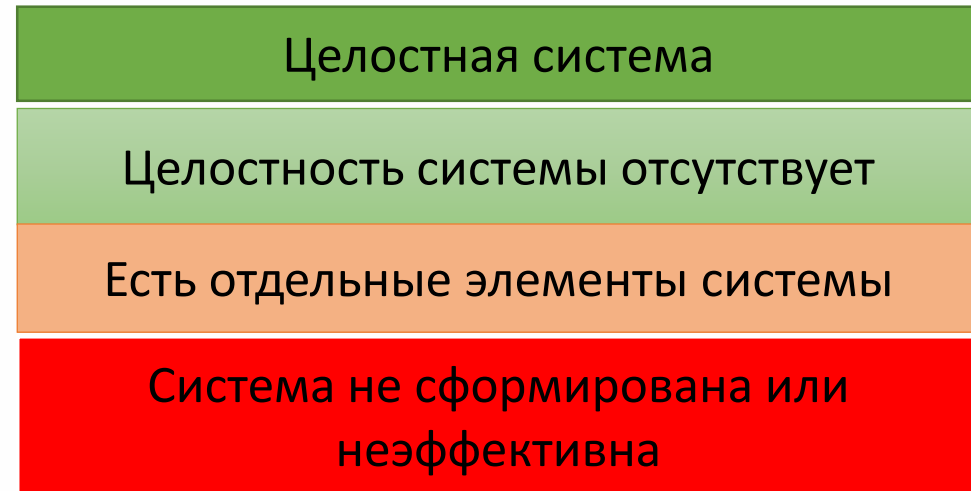 Целостная система
Целостность системы отсутствует
Есть отдельные элементы системы
Система не сформирована или
неэффективна